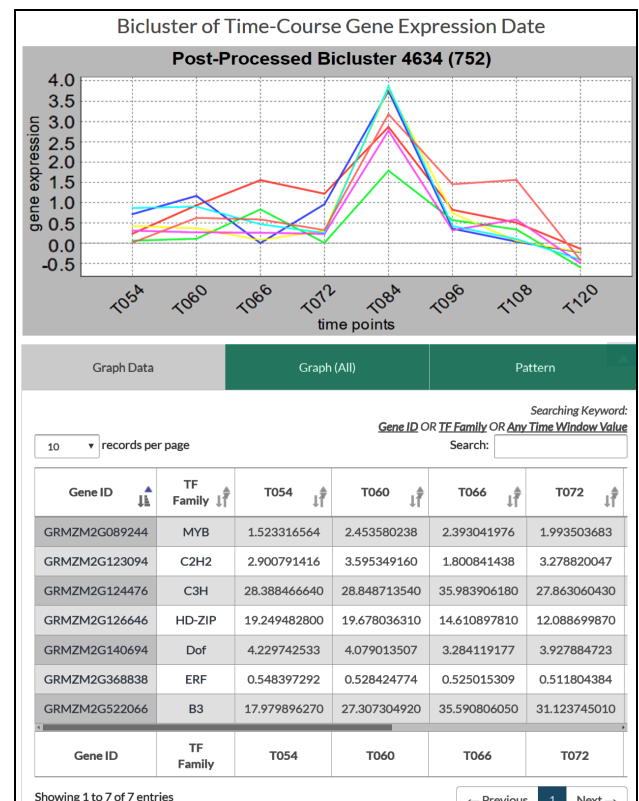 Bicluster of Time-Course Gene Expression Date
Post-Processed Bicluster 4634 (752)
gene expression
4.0
3.5
3.0
2.5
2.0
1.5
1.0
0.5
0.0
-0.5
T054 T060 T066 T072 T084 T096 T108 T120
time points
Graph Data Graph (All) Pattern
Searching Keyword:
Gene ID OR TF Family OR Any Time Window Value
10 records per page Search:
Gene ID TF Family T054 T060 T066 T072
GRMZM2G089244 MYB 1.523316564 2.453580238 2.393041976 1.993503683
GRMZM2G123094 C2H2 2.900791416 3.595349160 1.800841438 3.278820047
GRMZM2G124476 C3H 28.388466640 28.848713540 35.983906180 27.863060430
GRMZM2G126646 HD-ZIP 19.249482800 19.678036310 14.610897810 12.088699870
GRMZM2G140694 Dof 4.229742533 4.079013507 3.284119177 3.927884723
GRMZM2G368838 ERF 0.548397292 0.528424774 0.525015309 0.511804384
GRMZM2G522066 B3 17.979896270 27.307304920 35.590806050 31.123745010
Gene ID TF Family T054 T060 T066 T072
Showing 1 to 7 of 7 entries ← Previous 1 Next →